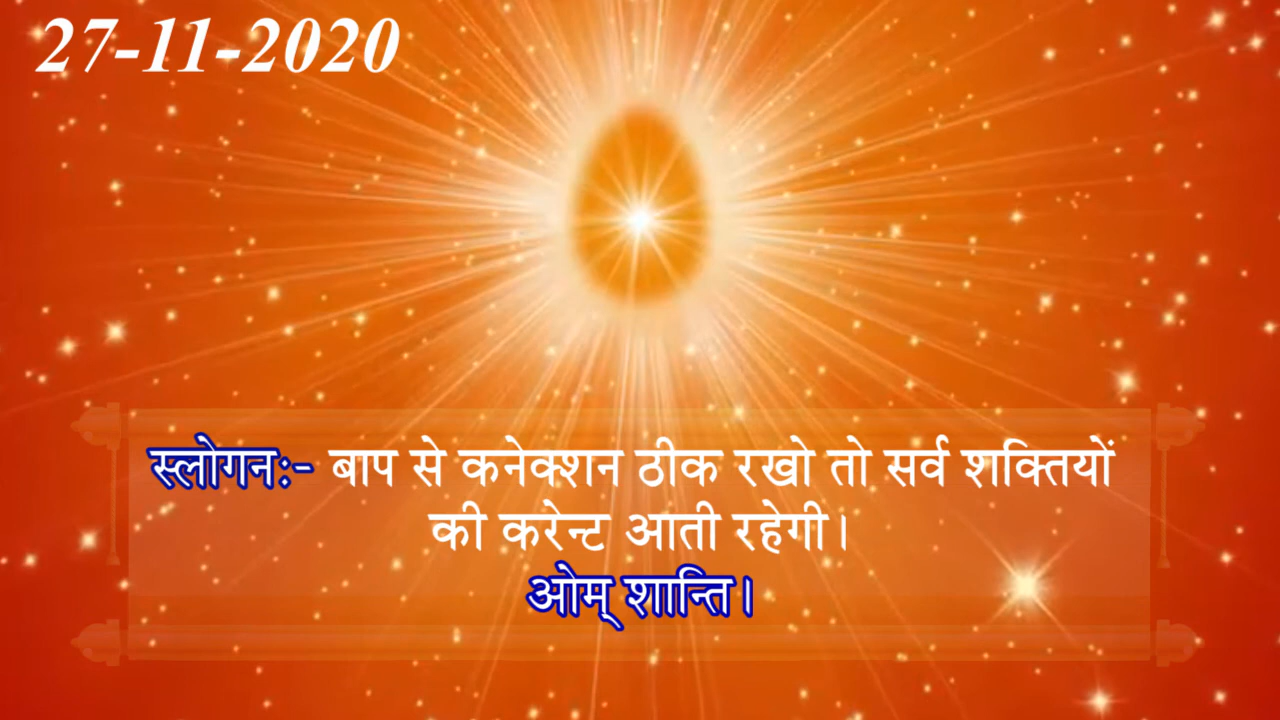 27-11-2020
स्लोगन:- बाप से कनेक्शन ठीक रखो तो सर्व शक्तियों
की करेन्ट आती रहेगी।
ओम् शान्ति।